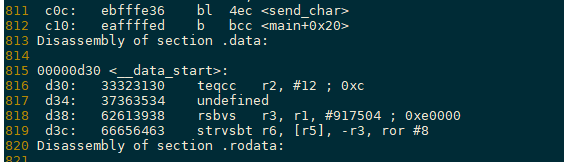 811 c0c: ebfffe36 bl 4ec <send_char>
812 c10: eaffffed b bcc <main+0x20>
813 Disassembly of section .data:
814
815 00000d30 <__data_start>:
816 d30: 33323130 teqcc r2, #12 ; 0xc
817 d34: 37363534 undefined
818 d38: 62613938 rsbvs r3, r1, #917504 ; 0xe0000
819 d3c: 66656463 strvsbt r6, [r5], -r3, ror #8
820 Disassembly of section .rodata:
821